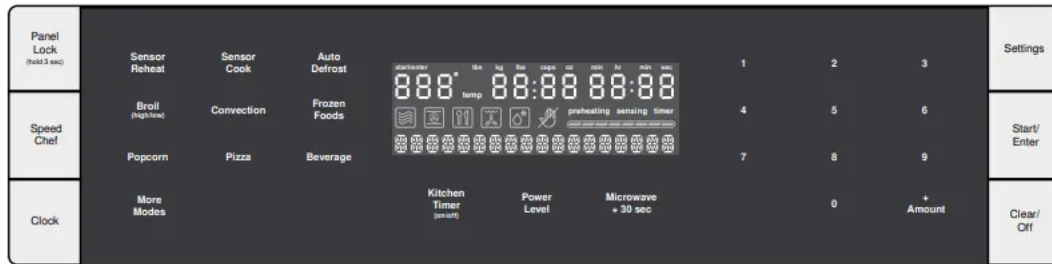 Panel
Lock
(hold 3 sec)
Speed
Chef
Clock
Sensor
Reheat
Sensor
Cook
Auto
Defrost
Broil
(high/low)
Convection
Frozen
Foods
Popcorn
Pizza
Beverage
More
Modes
start/enter tbs kg lbs cups oz min hr min sec
888° temp 88:88 88:88
preheating sensing timer
Kitchen
Timer
(on/off)
Power
Level
Microwave
+ 30 sec
1 2 3
4 5 6
7 8 9
0
+
Amount
Settings
Start/
Enter
Clear/
Off